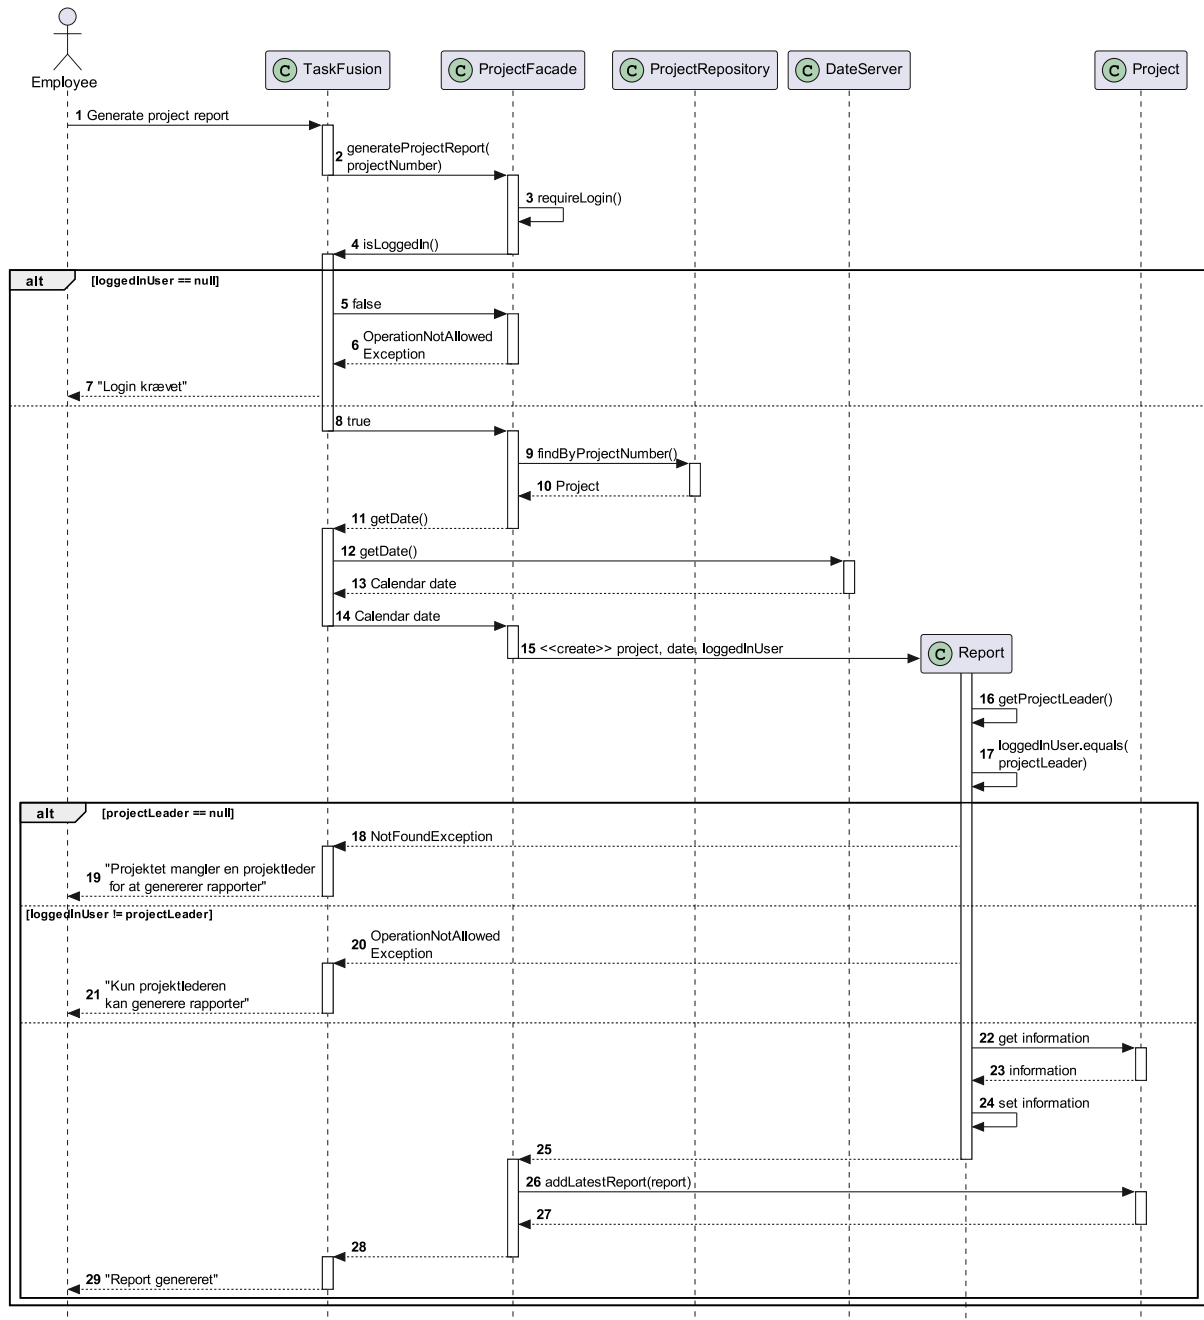 Employee
C TaskFusion
C ProjectFacade
C ProjectRepository
C DateServer
C Project
1 Generate project report
2 generateProjectReport(
projectNumber)
3 requireLogin()
4 isLoggedIn()
alt [loggedInUser == null]
5 false
6 OperationNotAllowed
Exception
7 "Login krævet"
8 true
9 findByProjectNumber()
10 Project
11 getDate()
12 getDate()
13 Calendar date
14 Calendar date
15 <<create>> project, date, loggedInUser
C Report
16 getProjectLeader()
17 loggedInUser.equals(
projectLeader)
alt [projectLeader == null]
18 NotFoundException
19 "Projektet mangler en projektleder
for at genererer rapporter"
[loggedInUser != projectLeader]
20 OperationNotAllowed
Exception
21 "Kun projektlederen
kan generere rapporter"
22 get information
23 information
24 set information
25
26 addLatestReport(report)
27
28
29 "Report genereret"